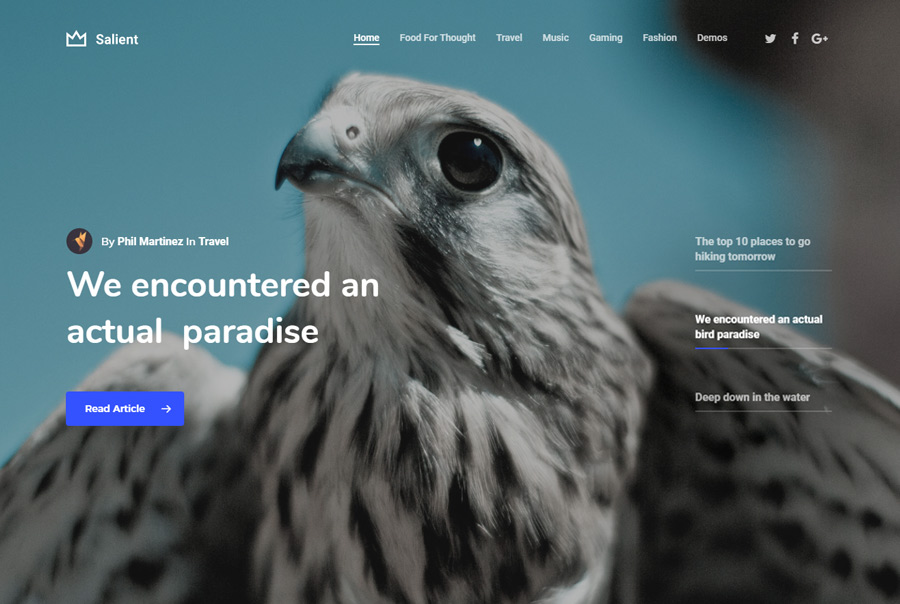 Salient
Home Food For Thought Travel Music Gaming Fashion Demos
By Phil Martinez In Travel
We encountered an
actual paradise
Read Article
The top 10 places to go
hiking tomorrow
We encountered an actual
bird paradise
Deep down in the water